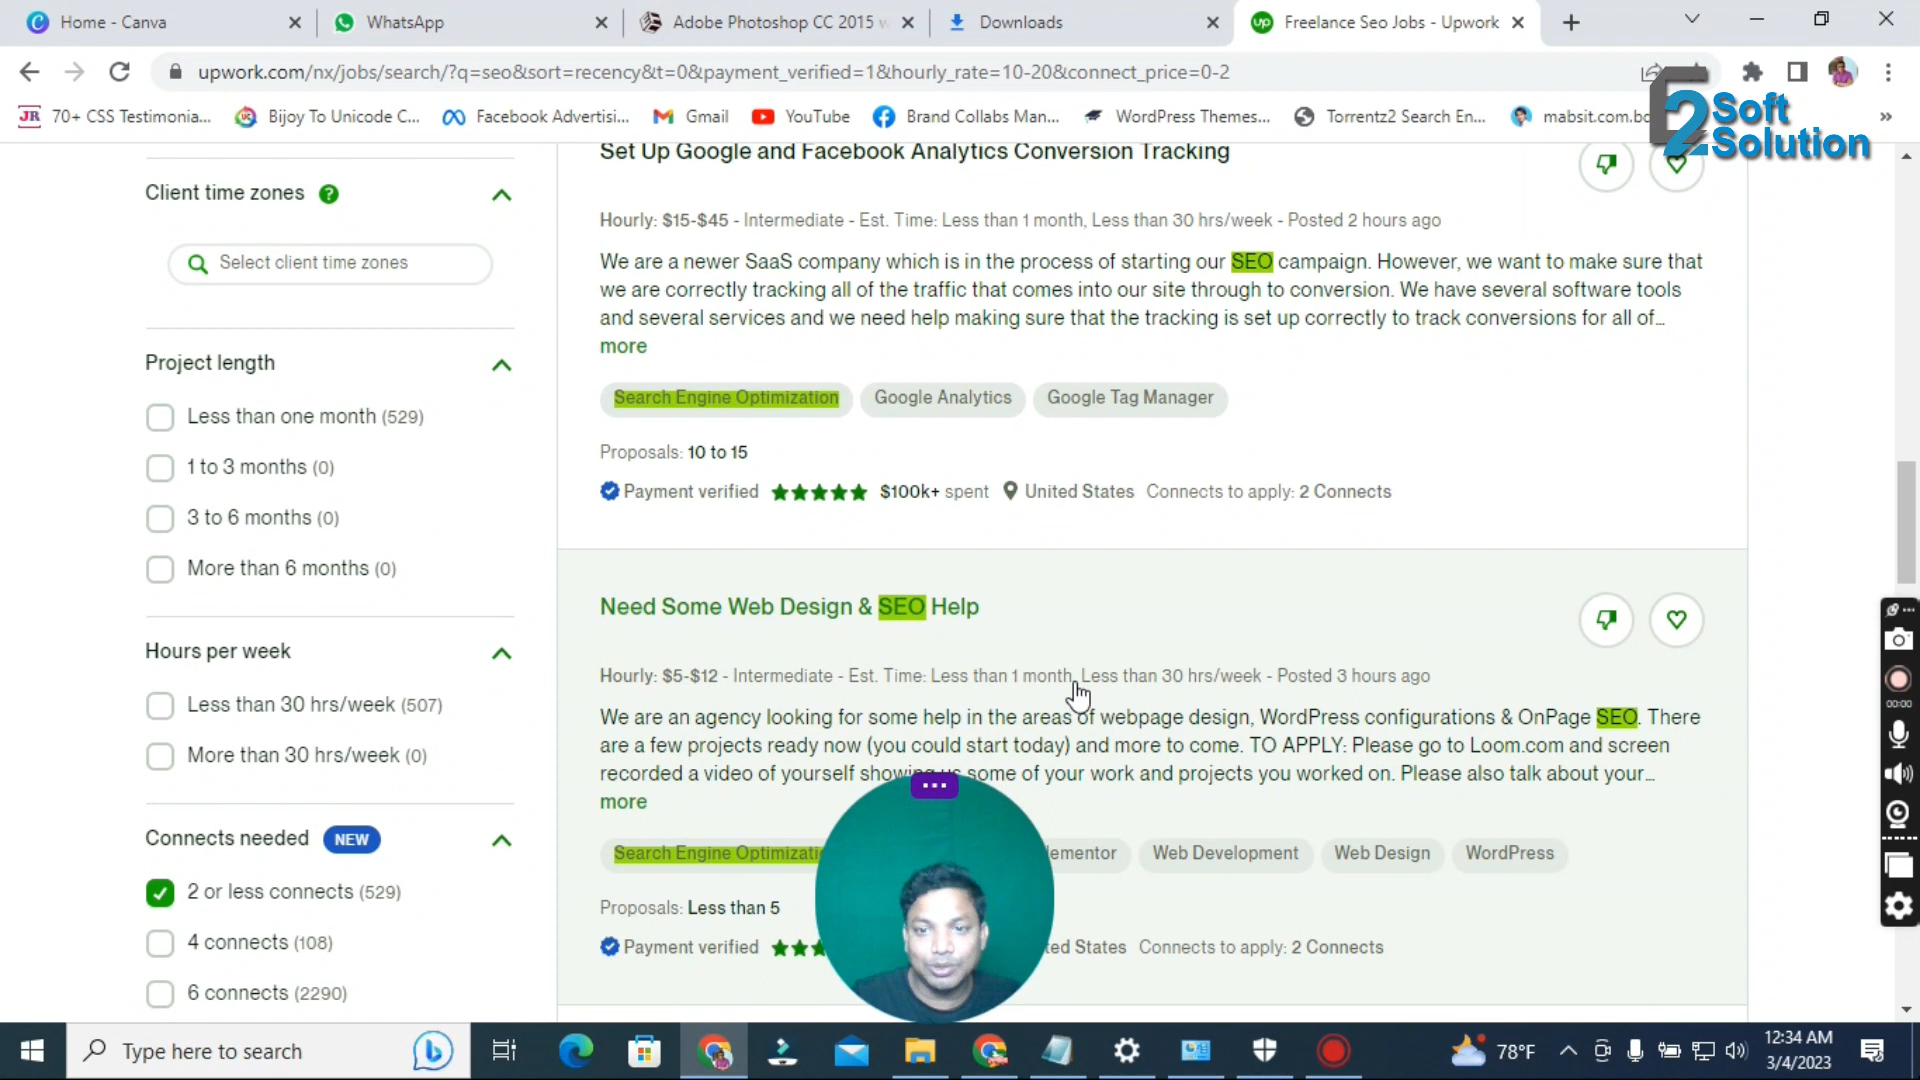 Home - Canva
WhatsApp
Adobe Photoshop CC 2015 w
Downloads
up Freelance Seo Jobs - Upwork
upwork.com/nx/jobs/search/?q=seo&sort=recency&t=0&payment_verified=1&hourly_rate=10-20&connect_price=0-2
JR 70+ CSS Testimonia...
Bijoy To Unicode C...
Facebook Advertisi...
Gmail
YouTube
Brand Collabs Man...
WordPress Themes...
Torrentz2 Search En...
mabsit.com.bd
Soft
Solution
Set Up Google and Facebook Analytics Conversion Tracking
Hourly: $15-$45 - Intermediate - Est. Time: Less than 1 month, Less than 30 hrs/week - Posted 2 hours ago
We are a newer SaaS company which is in the process of starting our SEO campaign. However, we want to make sure that
we are correctly tracking all of the traffic that comes into our site through to conversion. We have several software tools
and several services and we need help making sure that the tracking is set up correctly to track conversions for all of...
more
Search Engine Optimization
Google Analytics
Google Tag Manager
Proposals: 10 to 15
Payment verified $100k+ spent United States Connects to apply: 2 Connects
Need Some Web Design & SEO Help
Hourly: $5-$12 - Intermediate - Est. Time: Less than 1 month, Less than 30 hrs/week - Posted 3 hours ago
We are an agency looking for some help in the areas of webpage design, WordPress configurations & OnPage SEO. There
are a few projects ready now (you could start today) and more to come. TO APPLY: Please go to Loom.com and screen
recorded a video of yourself showing us some of your work and projects you worked on. Please also talk about your...
more
Search Engine Optimizatio
lementor
Web Development
Web Design
WordPress
Proposals: Less than 5
Payment verified ted States Connects to apply: 2 Connects
Client time zones
Select client time zones
Project length
Less than one month (529)
1 to 3 months (0)
3 to 6 months (0)
More than 6 months (0)
Hours per week
Less than 30 hrs/week (507)
More than 30 hrs/week (0)
Connects needed NEW
2 or less connects (529)
4 connects (108)
6 connects (2290)
00:00
Type here to search
78°F
12:34 AM
3/4/2023